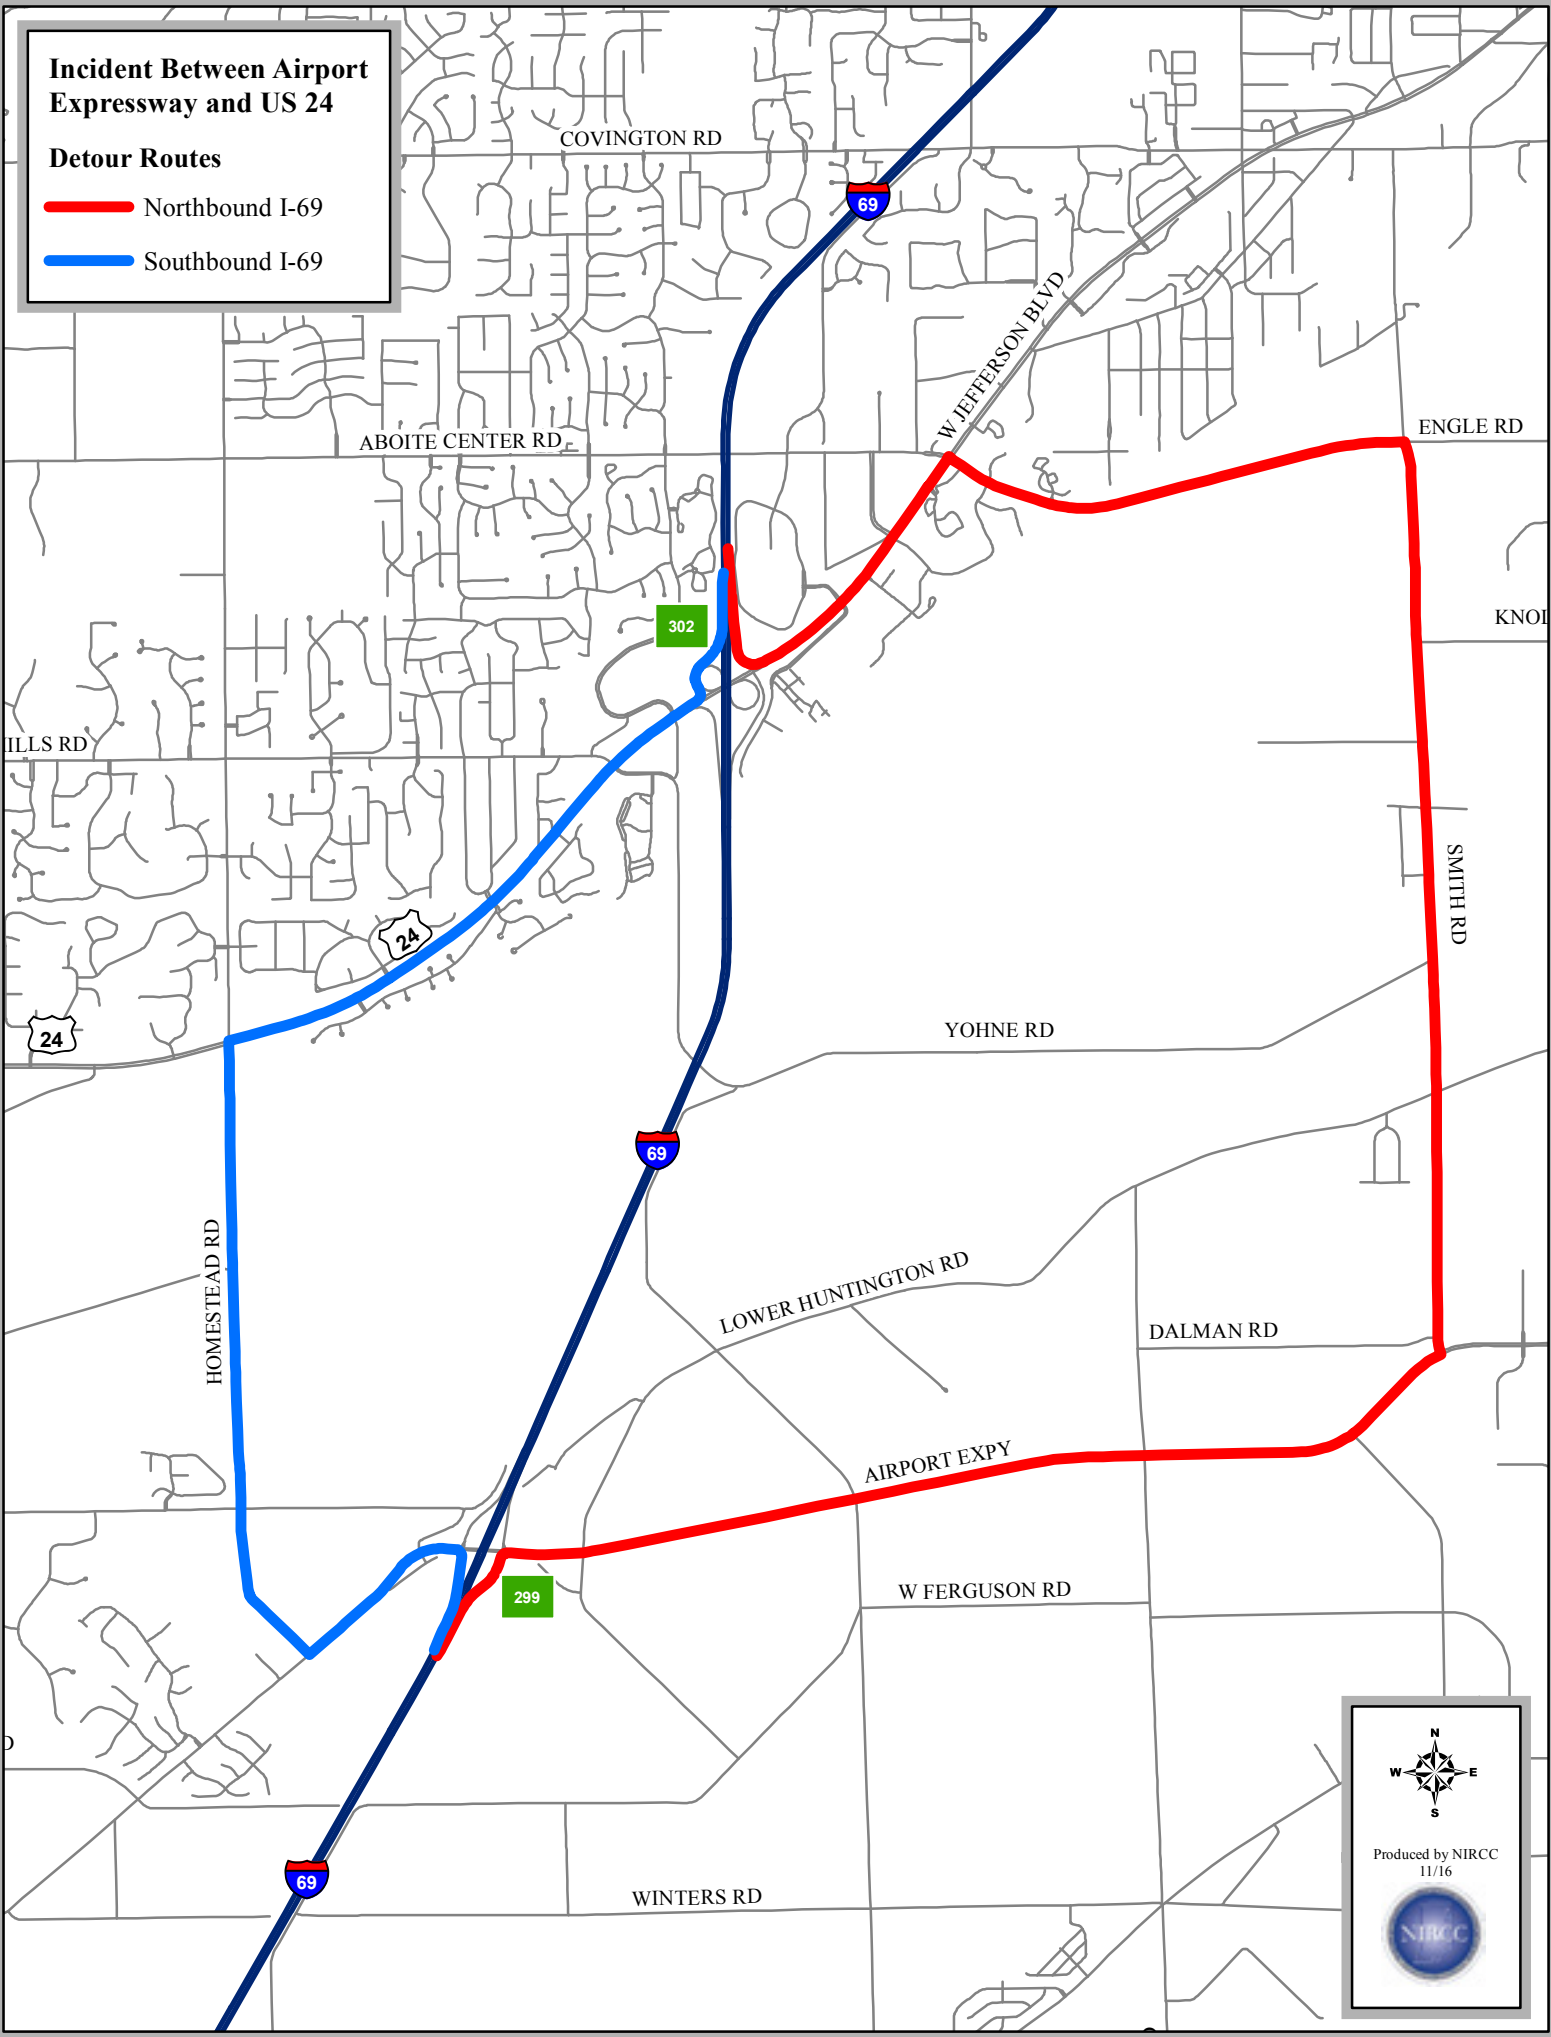 Incident Between Airport
Expressway and US 24
Detour Routes
Northbound I-69
Southbound I-69
COVINGTON RD
69
W JEFFERSON BLVD
ENGLE RD
ABOITE CENTER RD
302
KNOL
ILLS RD
24
SMITH RD
24
YOHNE RD
69
HOMESTEAD RD
LOWER HUNTINGTON RD
DALMAN RD
AIRPORT EXPY
299
W FERGUSON RD
D
69
WINTERS RD
N
W E
S
Produced by NIRCC
11/16
NIRCC